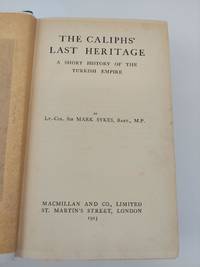 THE CALIPHS'
LAST HERITAGE
A SHORT HISTORY OF THE
TURKISH EMPIRE
BY
LT.-COL. SIR MARK SYKES, BART., M.P.
MACMILLAN AND CO., LIMITED
ST. MARTIN'S STREET, LONDON
1915